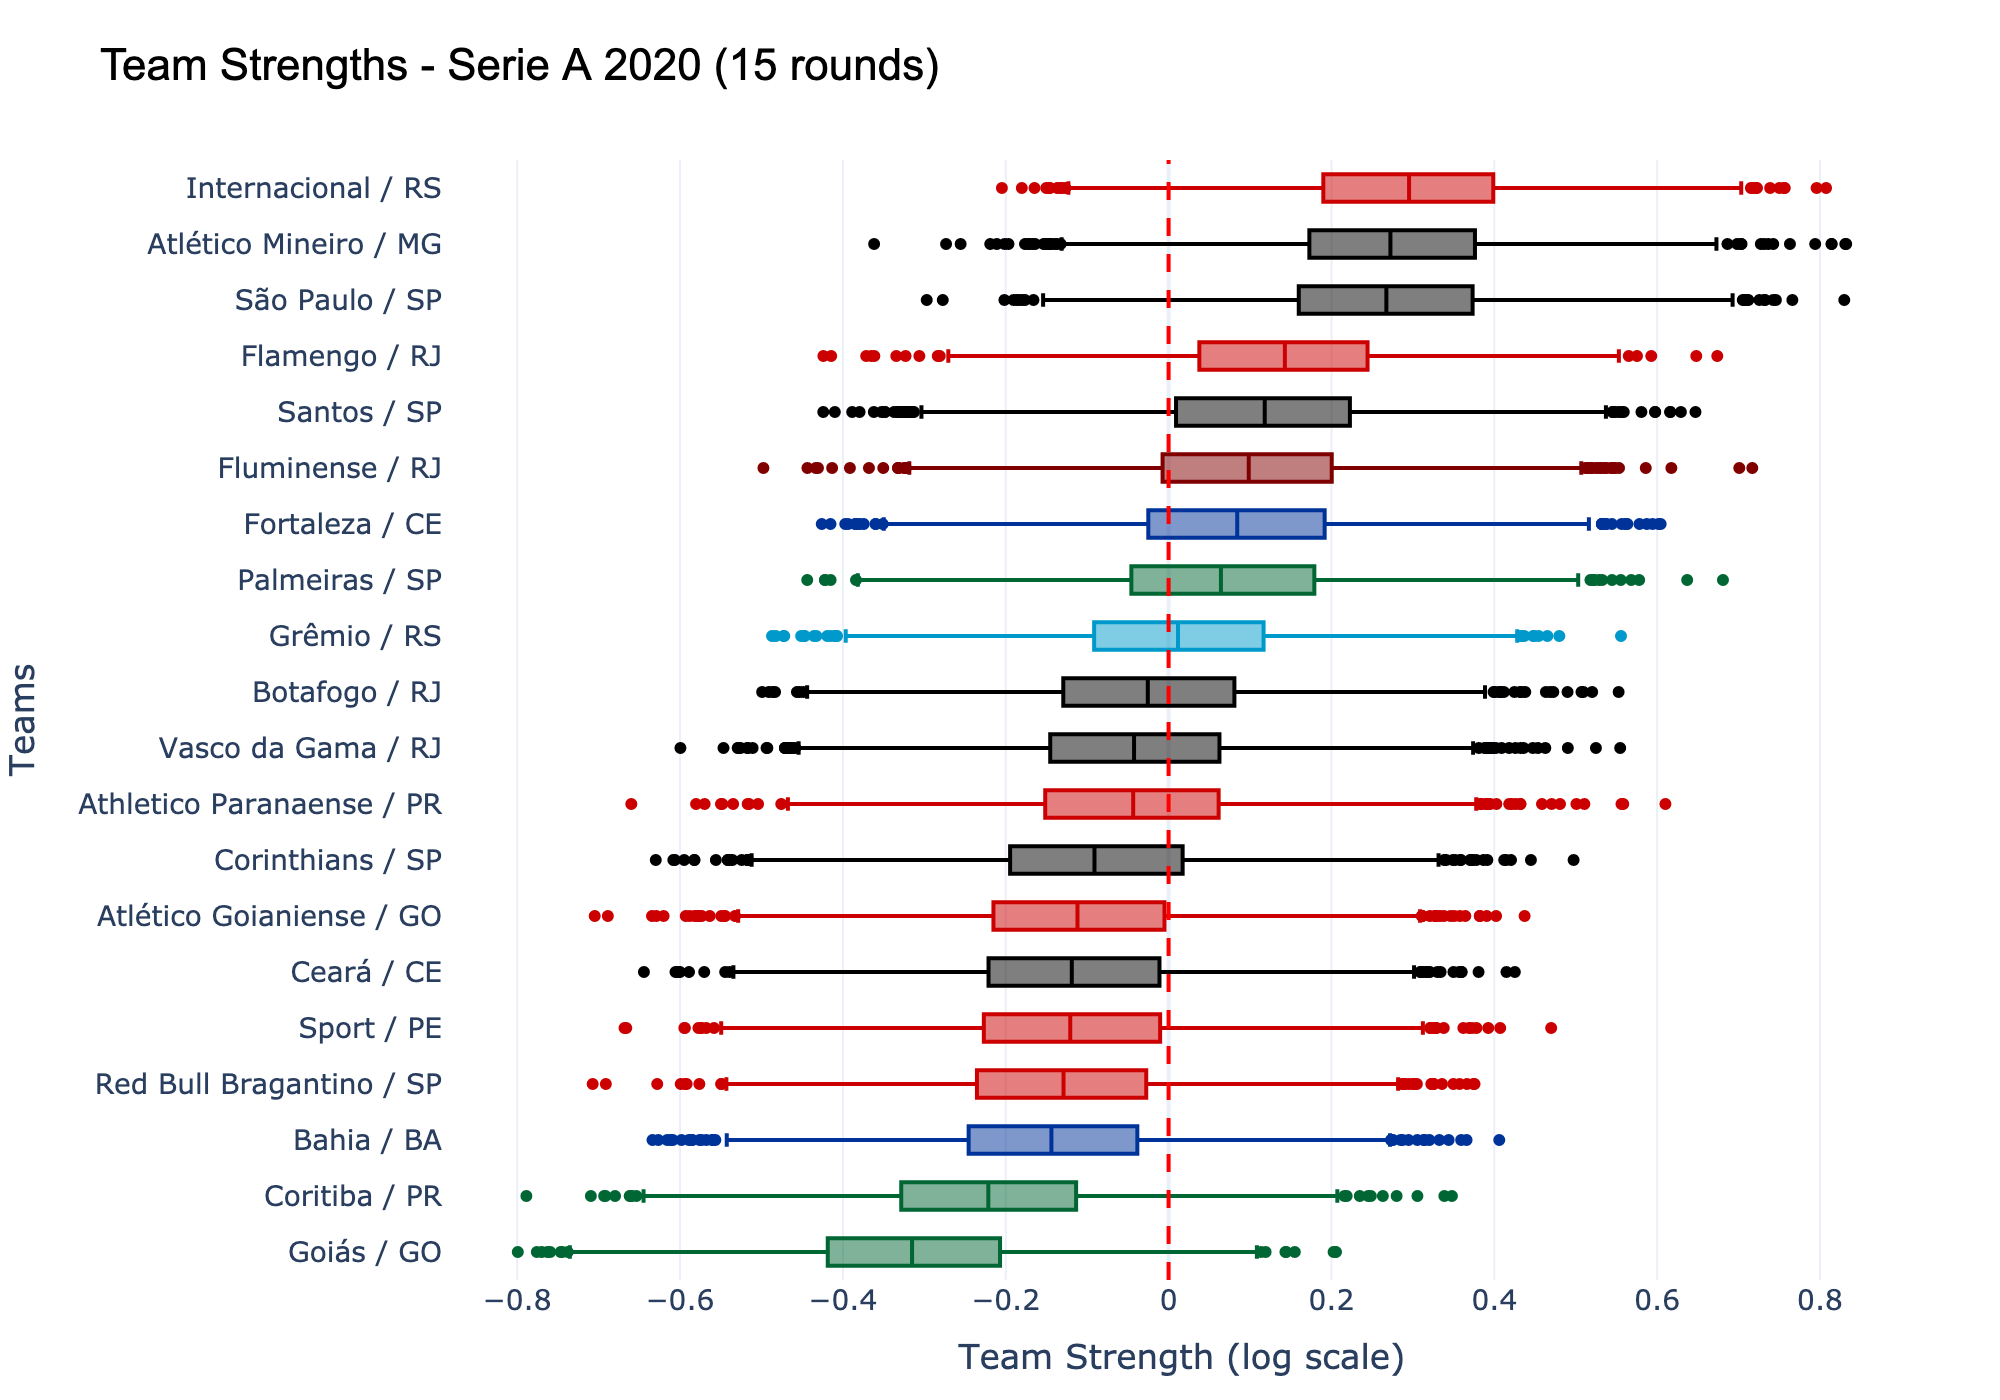 Team Strengths - Serie A 2020 (15 rounds)
Internacional / RS
Atlético Mineiro / MG
São Paulo / SP
Flamengo / RJ
Santos / SP
Fluminense / RJ
Fortaleza / CE
Palmeiras / SP
Grêmio / RS
Botafogo / RJ
Vasco da Gama / RJ
Athletico Paranaense / PR
Corinthians / SP
Atlético Goianiense / GO
Ceará / CE
Sport / PE
Red Bull Bragantino / SP
Bahia / BA
Coritiba / PR
Goiás / GO
Teams
−0.8 −0.6 −0.4 −0.2 0 0.2 0.4 0.6 0.8
Team Strength (log scale)